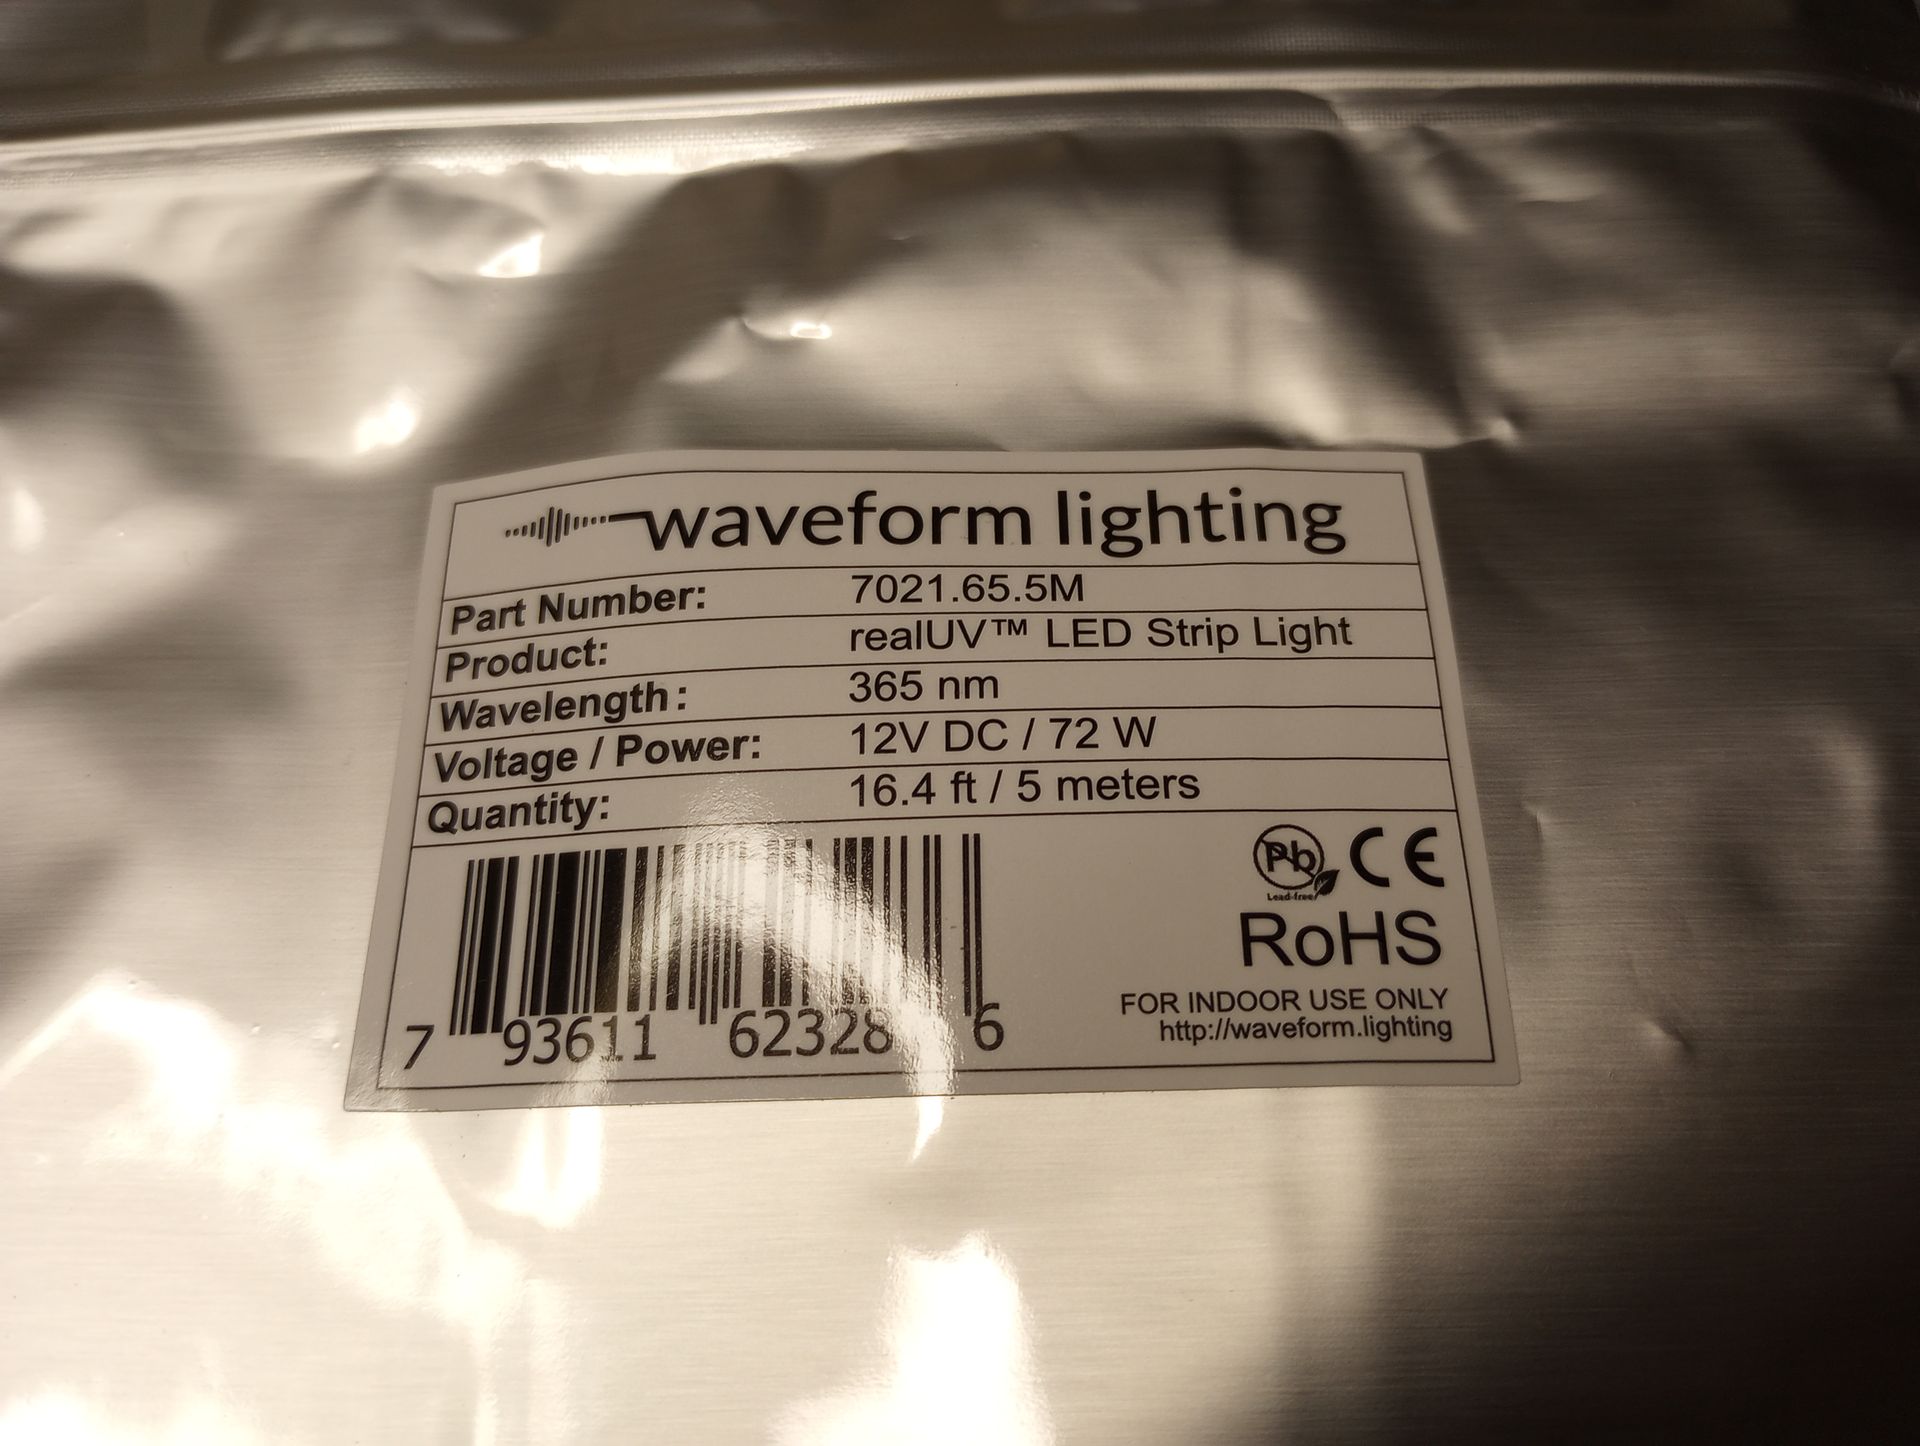 waveform lighting
Part Number: 7021.65.5M
Product: realUV™ LED Strip Light
Wavelength: 365 nm
Voltage / Power: 12V DC / 72 W
Quantity: 16.4 ft / 5 meters
Pb CE
Lead-free
RoHS
FOR INDOOR USE ONLY
http://waveform.lighting
7 93611 62328 6